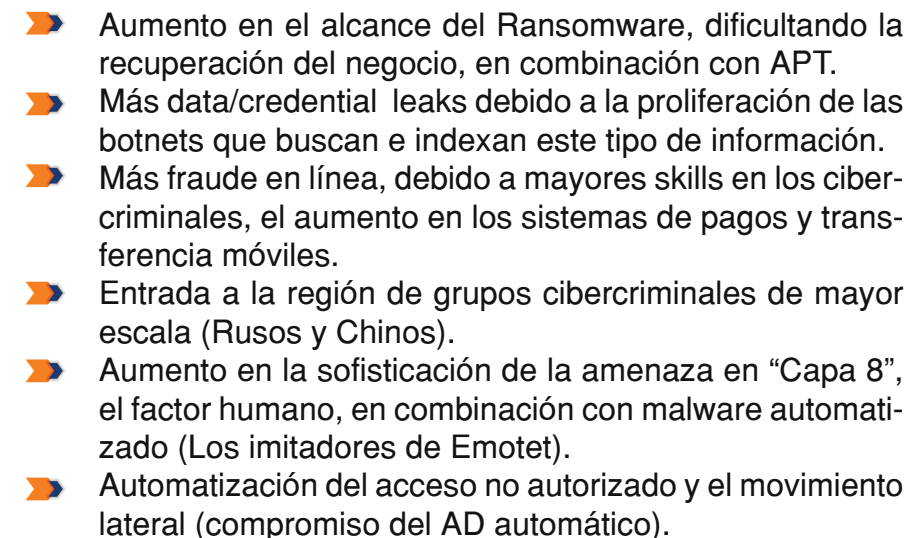 Aumento en el alcance del Ransomware, dificultando la
recuperación del negocio, en combinación con APT.
Más data/credential leaks debido a la proliferación de las
botnets que buscan e indexan este tipo de información.
Más fraude en línea, debido a mayores skills en los ciber-
criminales, el aumento en los sistemas de pagos y trans-
ferencia móviles.
Entrada a la región de grupos cibercriminales de mayor
escala (Rusos y Chinos).
Aumento en la sofisticación de la amenaza en “Capa 8”,
el factor humano, en combinación con malware automati-
zado (Los imitadores de Emotet).
Automatización del acceso no autorizado y el movimiento
lateral (compromiso del AD automático).